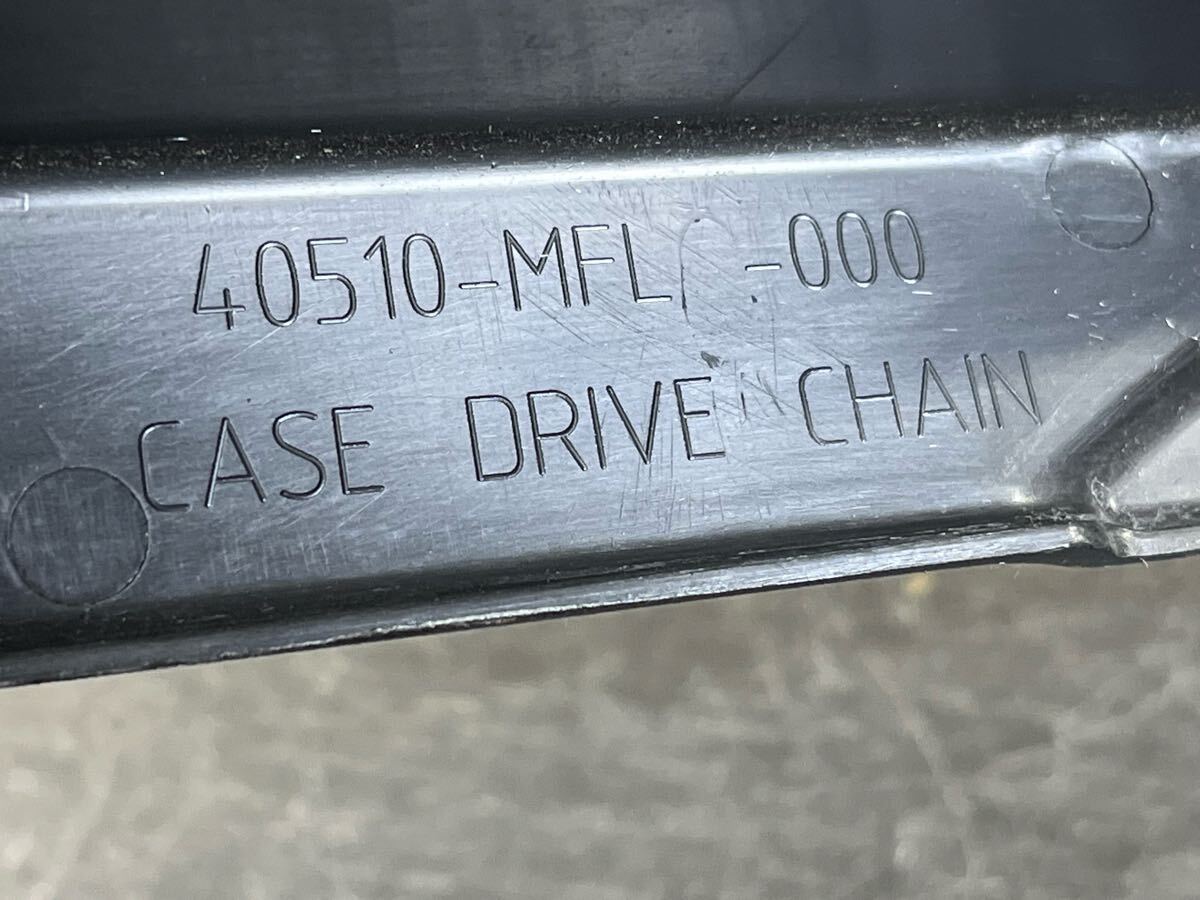 40510-MFL -000
CASE DRIVE CHAIN